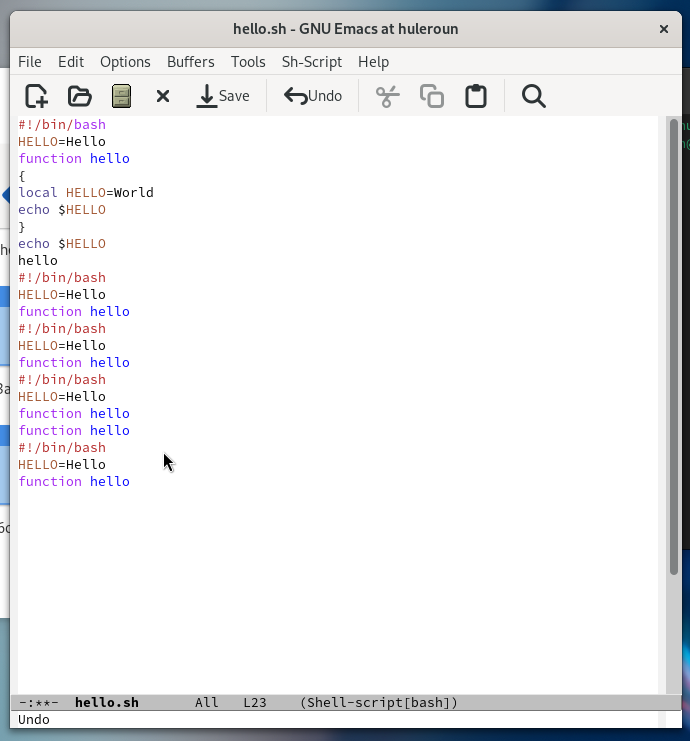 hello.sh - GNU Emacs at huleroun
File Edit Options Buffers Tools Sh-Script Help
Save Undo
#!/bin/bash
HELLO=Hello
function hello
{
local HELLO=World
echo $HELLO
}
echo $HELLO
hello
#!/bin/bash
HELLO=Hello
function hello
#!/bin/bash
HELLO=Hello
function hello
#!/bin/bash
HELLO=Hello
function hello
function hello
#!/bin/bash
HELLO=Hello
function hello
-:**- hello.sh All L23 (Shell-script[bash])
Undo